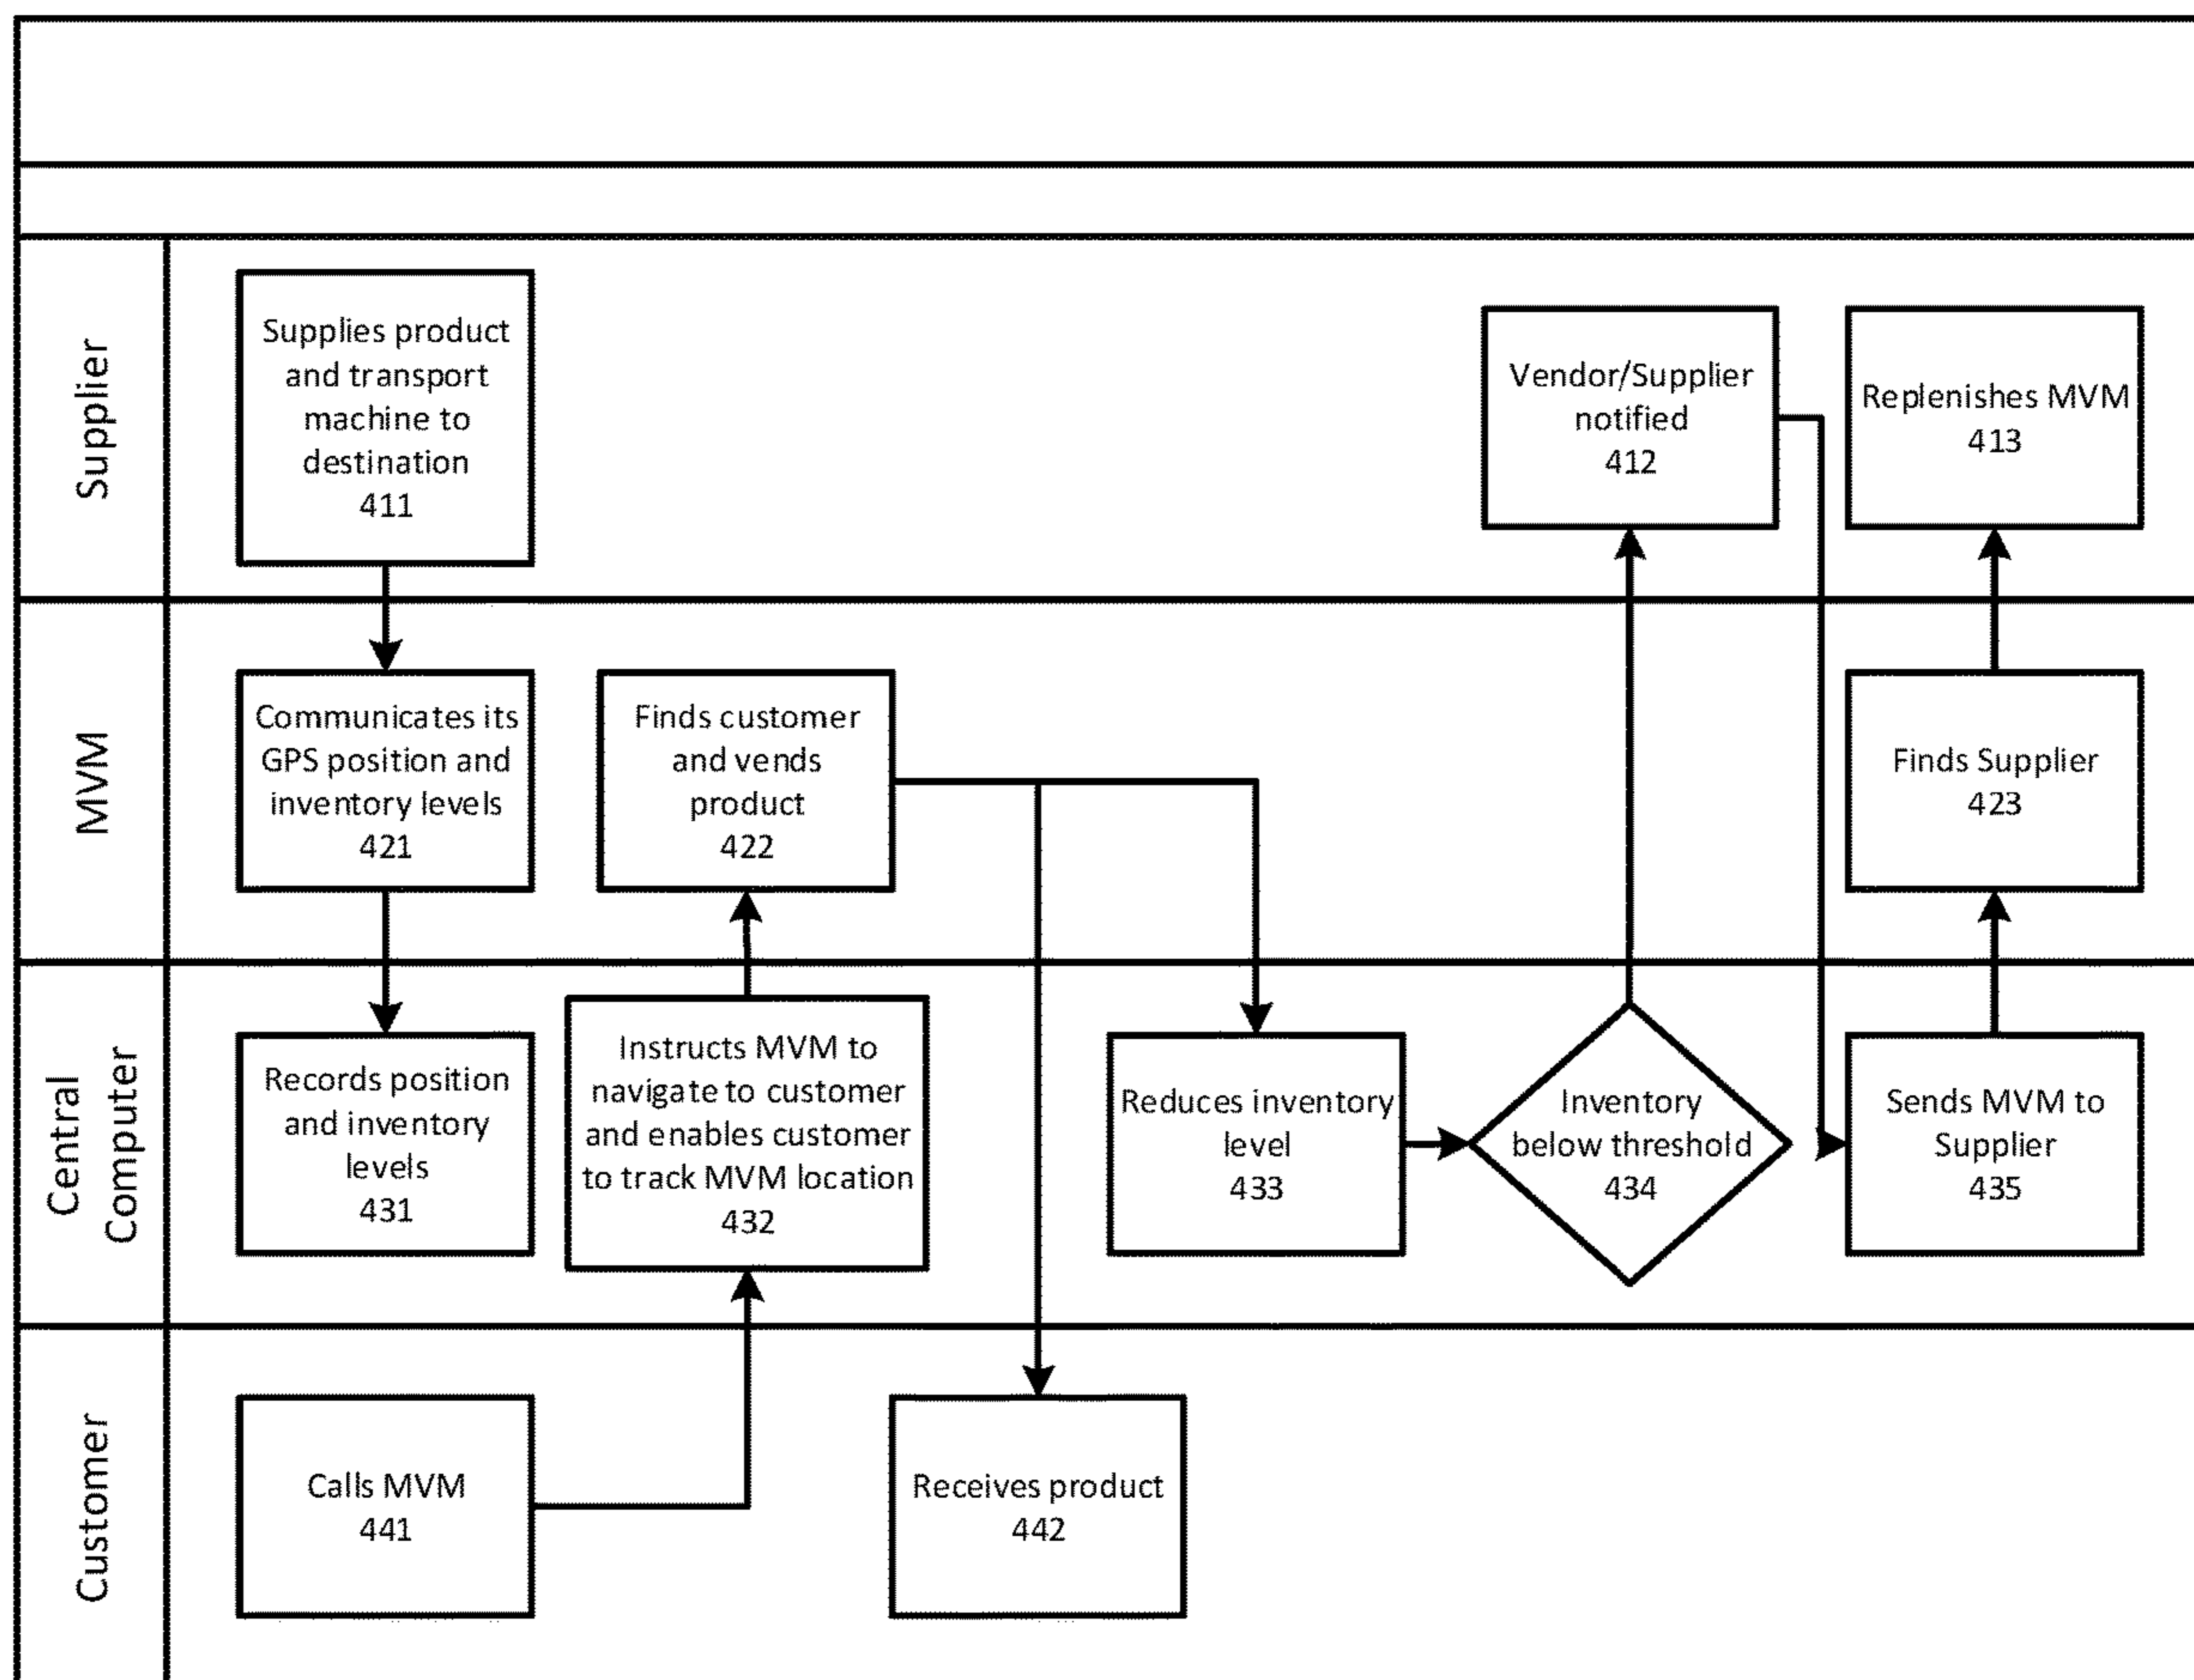 Supplier
Supplies product
and transport
machine to
destination
411
Vendor/Supplier
notified
412
Replenishes MVM
413
MVM
Communicates its
GPS position and
inventory levels
421
Finds customer
and vends
product
422
Finds Supplier
423
Central
Computer
Records position
and inventory
levels
431
Instructs MVM to
navigate to customer
and enables customer
to track MVM location
432
Reduces inventory
level
433
Inventory
below threshold
434
Sends MVM to
Supplier
435
Customer
Calls MVM
441
Receives product
442